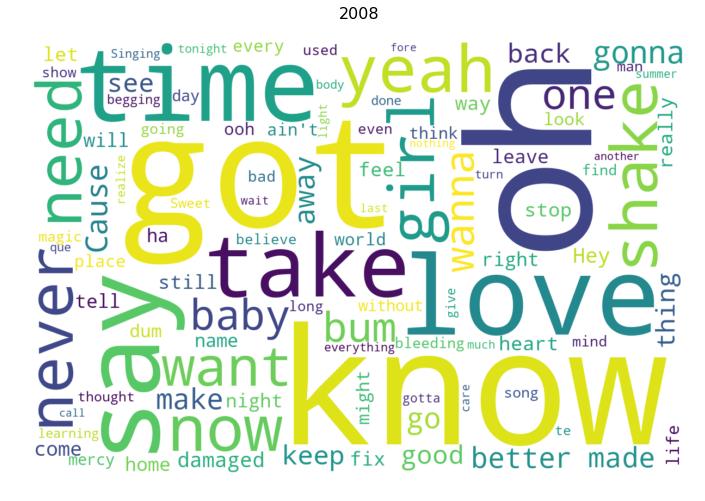 2008
let
Singing
tonight
every
used
fore
back
gonna
show
see
time
yeah
man
begging
day
body
one
summer
need
done
way
look
will
going
ooh
ain't
even
light
think
oh
shake
really
nothing
realize
got
girl
leave
another
Cause
bad
away
feel
wanna
turn
find
Sweet
wait
last
stop
magic
que
ha
take
believe
world
right
Hey
place
never
still
love
thing
tell
say
baby
long
without
give
dum
name
bum
bleeding
much
heart
mind
everything
know
want
thought
make
night
might
gotta
care
song
call
now
go
te
learning
come
mercy
home
damaged
keep
fix
good
better
made
life